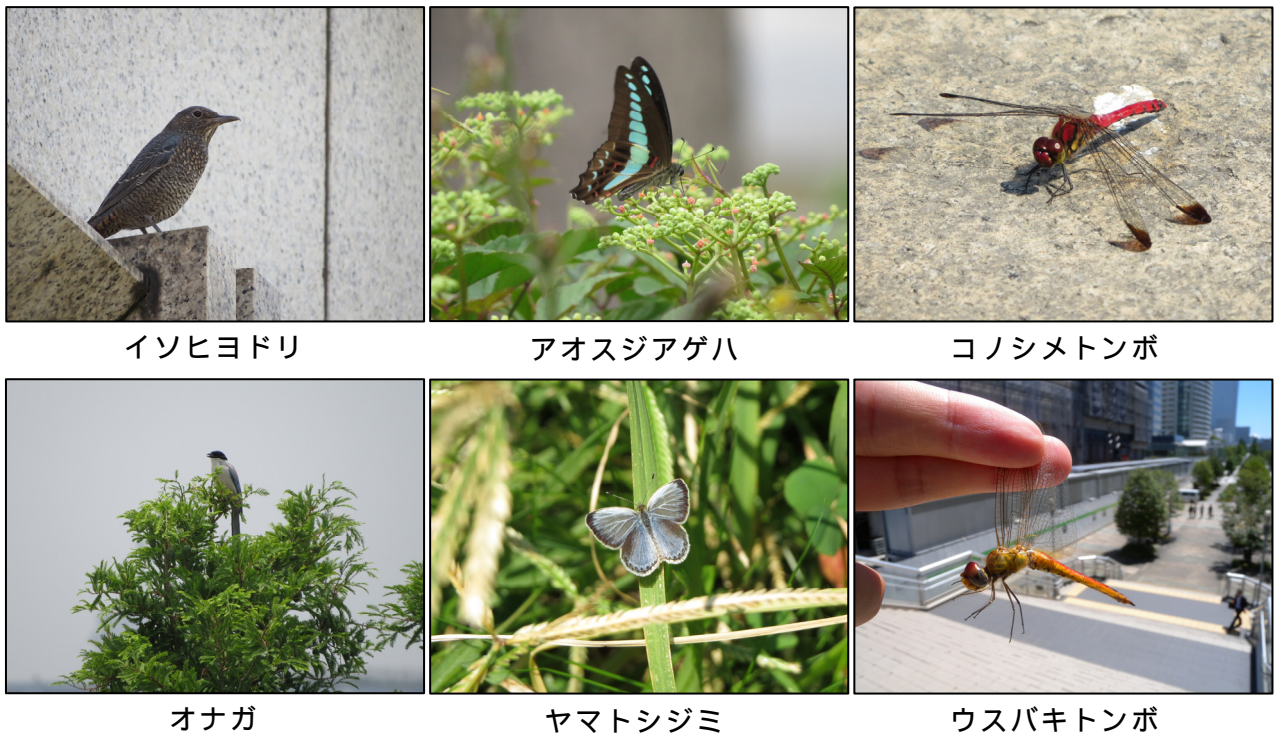 イソヒヨドリ
アオスジアゲハ
コノシメトンボ
オナガ
ヤマトシジミ
ウスバキトンボ